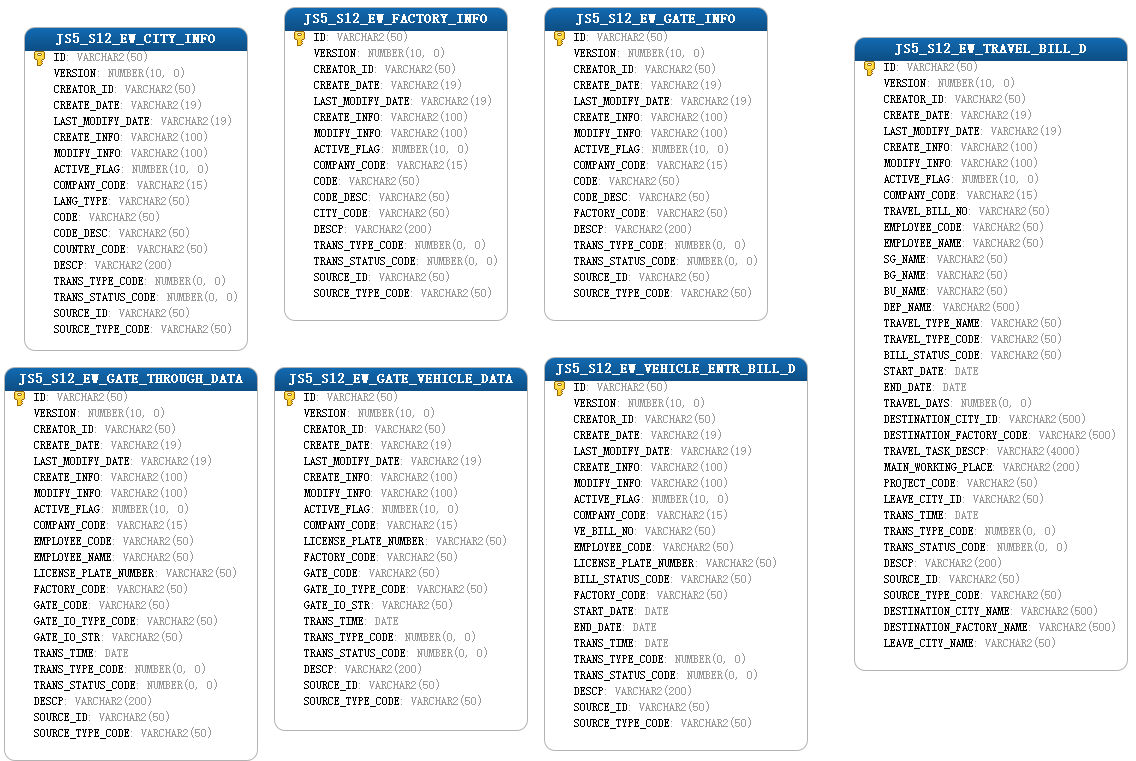 JS5_S12_EW_CITY_INFO
ID: VARCHAR2(50)
VERSION: NUMBER(10, 0)
CREATOR_ID: VARCHAR2(50)
CREATE_DATE: VARCHAR2(19)
LAST_MODIFY_DATE: VARCHAR2(19)
CREATE_INFO: VARCHAR2(100)
MODIFY_INFO: VARCHAR2(100)
ACTIVE_FLAG: NUMBER(10, 0)
COMPANY_CODE: VARCHAR2(15)
LANG_TYPE: VARCHAR2(50)
CODE: VARCHAR2(50)
CODE_DESC: VARCHAR2(50)
COUNTRY_CODE: VARCHAR2(50)
DESCP: VARCHAR2(200)
TRANS_TYPE_CODE: NUMBER(0, 0)
TRANS_STATUS_CODE: NUMBER(0, 0)
SOURCE_ID: VARCHAR2(50)
SOURCE_TYPE_CODE: VARCHAR2(50)
JS5_S12_EW_FACTORY_INFO
ID: VARCHAR2(50)
VERSION: NUMBER(10, 0)
CREATOR_ID: VARCHAR2(50)
CREATE_DATE: VARCHAR2(19)
LAST_MODIFY_DATE: VARCHAR2(19)
CREATE_INFO: VARCHAR2(100)
MODIFY_INFO: VARCHAR2(100)
ACTIVE_FLAG: NUMBER(10, 0)
COMPANY_CODE: VARCHAR2(15)
CODE: VARCHAR2(50)
CODE_DESC: VARCHAR2(50)
CITY_CODE: VARCHAR2(50)
DESCP: VARCHAR2(200)
TRANS_TYPE_CODE: NUMBER(0, 0)
TRANS_STATUS_CODE: NUMBER(0, 0)
SOURCE_ID: VARCHAR2(50)
SOURCE_TYPE_CODE: VARCHAR2(50)
JS5_S12_EW_GATE_INFO
ID: VARCHAR2(50)
VERSION: NUMBER(10, 0)
CREATOR_ID: VARCHAR2(50)
CREATE_DATE: VARCHAR2(19)
LAST_MODIFY_DATE: VARCHAR2(19)
CREATE_INFO: VARCHAR2(100)
MODIFY_INFO: VARCHAR2(100)
ACTIVE_FLAG: NUMBER(10, 0)
COMPANY_CODE: VARCHAR2(15)
CODE: VARCHAR2(50)
CODE_DESC: VARCHAR2(50)
FACTORY_CODE: VARCHAR2(50)
DESCP: VARCHAR2(200)
TRANS_TYPE_CODE: NUMBER(0, 0)
TRANS_STATUS_CODE: NUMBER(0, 0)
SOURCE_ID: VARCHAR2(50)
SOURCE_TYPE_CODE: VARCHAR2(50)
JS5_S12_EW_TRAVEL_BILL_D
ID: VARCHAR2(50)
VERSION: NUMBER(10, 0)
CREATOR_ID: VARCHAR2(50)
CREATE_DATE: VARCHAR2(19)
LAST_MODIFY_DATE: VARCHAR2(19)
CREATE_INFO: VARCHAR2(100)
MODIFY_INFO: VARCHAR2(100)
ACTIVE_FLAG: NUMBER(10, 0)
COMPANY_CODE: VARCHAR2(15)
TRAVEL_BILL_NO: VARCHAR2(50)
EMPLOYEE_CODE: VARCHAR2(50)
EMPLOYEE_NAME: VARCHAR2(50)
SG_NAME: VARCHAR2(50)
BG_NAME: VARCHAR2(50)
BU_NAME: VARCHAR2(50)
DEP_NAME: VARCHAR2(500)
TRAVEL_TYPE_NAME: VARCHAR2(50)
TRAVEL_TYPE_CODE: VARCHAR2(50)
BILL_STATUS_CODE: VARCHAR2(50)
START_DATE: DATE
END_DATE: DATE
TRAVEL_DAYS: NUMBER(0, 0)
DESTINATION_CITY_ID: VARCHAR2(500)
DESTINATION_FACTORY_CODE: VARCHAR2(500)
TRAVEL_TASK_DESCP: VARCHAR2(4000)
MAIN_WORKING_PLACE: VARCHAR2(200)
PROJECT_CODE: VARCHAR2(50)
LEAVE_CITY_ID: VARCHAR2(50)
TRANS_TIME: DATE
TRANS_TYPE_CODE: NUMBER(0, 0)
TRANS_STATUS_CODE: NUMBER(0, 0)
DESCP: VARCHAR2(200)
SOURCE_ID: VARCHAR2(50)
SOURCE_TYPE_CODE: VARCHAR2(50)
DESTINATION_CITY_NAME: VARCHAR2(500)
DESTINATION_FACTORY_NAME: VARCHAR2(500)
LEAVE_CITY_NAME: VARCHAR2(50)
JS5_S12_EW_GATE_THROUGH_DATA
ID: VARCHAR2(50)
VERSION: NUMBER(10, 0)
CREATOR_ID: VARCHAR2(50)
CREATE_DATE: VARCHAR2(19)
LAST_MODIFY_DATE: VARCHAR2(19)
CREATE_INFO: VARCHAR2(100)
MODIFY_INFO: VARCHAR2(100)
ACTIVE_FLAG: NUMBER(10, 0)
COMPANY_CODE: VARCHAR2(15)
EMPLOYEE_CODE: VARCHAR2(50)
EMPLOYEE_NAME: VARCHAR2(50)
LICENSE_PLATE_NUMBER: VARCHAR2(50)
FACTORY_CODE: VARCHAR2(50)
GATE_CODE: VARCHAR2(50)
GATE_IO_TYPE_CODE: VARCHAR2(50)
GATE_IO_STR: VARCHAR2(50)
TRANS_TIME: DATE
TRANS_TYPE_CODE: NUMBER(0, 0)
TRANS_STATUS_CODE: NUMBER(0, 0)
DESCP: VARCHAR2(200)
SOURCE_ID: VARCHAR2(50)
SOURCE_TYPE_CODE: VARCHAR2(50)
JS5_S12_EW_GATE_VEHICLE_DATA
ID: VARCHAR2(50)
VERSION: NUMBER(10, 0)
CREATOR_ID: VARCHAR2(50)
CREATE_DATE: VARCHAR2(19)
LAST_MODIFY_DATE: VARCHAR2(19)
CREATE_INFO: VARCHAR2(100)
MODIFY_INFO: VARCHAR2(100)
ACTIVE_FLAG: NUMBER(10, 0)
COMPANY_CODE: VARCHAR2(15)
LICENSE_PLATE_NUMBER: VARCHAR2(50)
FACTORY_CODE: VARCHAR2(50)
GATE_CODE: VARCHAR2(50)
GATE_IO_TYPE_CODE: VARCHAR2(50)
GATE_IO_STR: VARCHAR2(50)
TRANS_TIME: DATE
TRANS_TYPE_CODE: NUMBER(0, 0)
TRANS_STATUS_CODE: NUMBER(0, 0)
DESCP: VARCHAR2(200)
SOURCE_ID: VARCHAR2(50)
SOURCE_TYPE_CODE: VARCHAR2(50)
JS5_S12_EW_VEHICLE_ENTR_BILL_D
ID: VARCHAR2(50)
VERSION: NUMBER(10, 0)
CREATOR_ID: VARCHAR2(50)
CREATE_DATE: VARCHAR2(19)
LAST_MODIFY_DATE: VARCHAR2(19)
CREATE_INFO: VARCHAR2(100)
MODIFY_INFO: VARCHAR2(100)
ACTIVE_FLAG: NUMBER(10, 0)
COMPANY_CODE: VARCHAR2(15)
VE_BILL_NO: VARCHAR2(50)
EMPLOYEE_CODE: VARCHAR2(50)
LICENSE_PLATE_NUMBER: VARCHAR2(50)
BILL_STATUS_CODE: VARCHAR2(50)
FACTORY_CODE: VARCHAR2(50)
START_DATE: DATE
END_DATE: DATE
TRANS_TIME: DATE
TRANS_TYPE_CODE: NUMBER(0, 0)
TRANS_STATUS_CODE: NUMBER(0, 0)
DESCP: VARCHAR2(200)
SOURCE_ID: VARCHAR2(50)
SOURCE_TYPE_CODE: VARCHAR2(50)